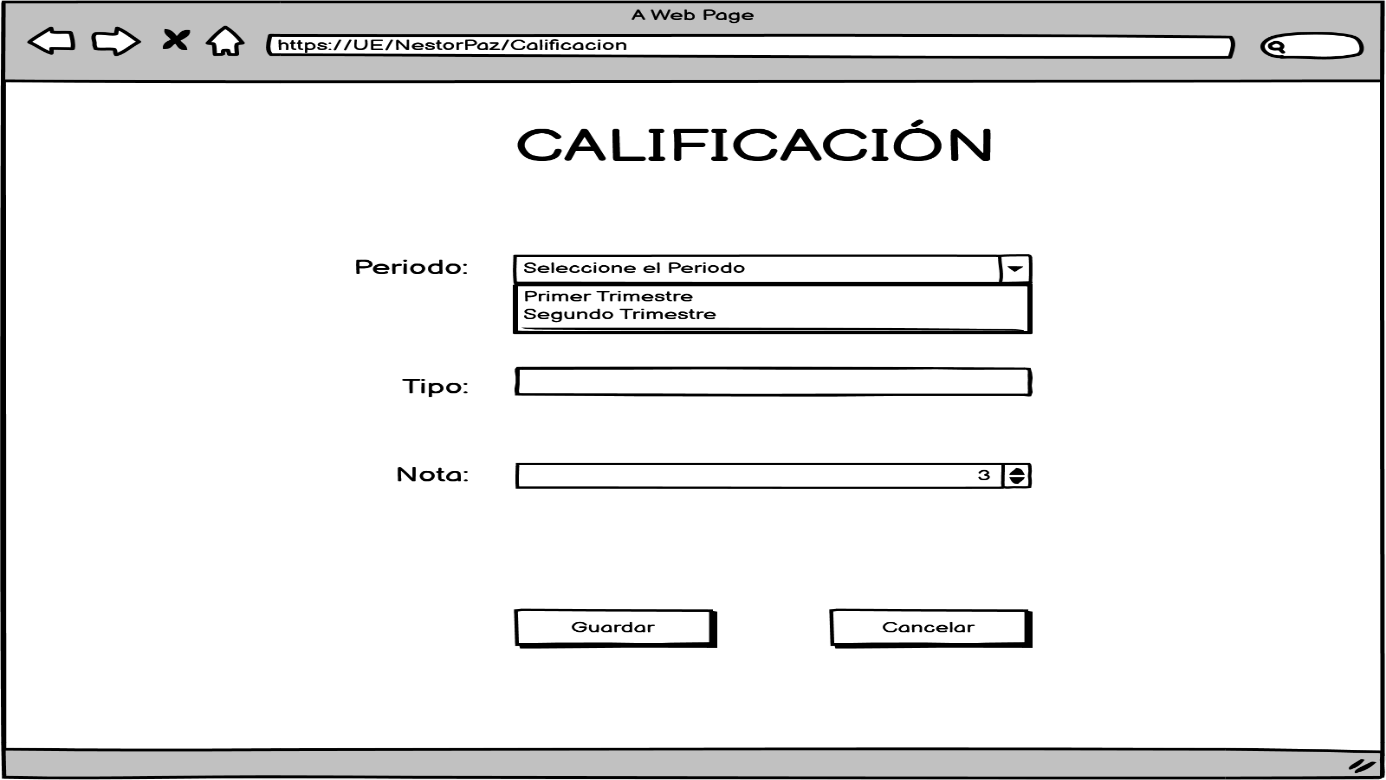 A Web Page
https://UE/NestorPaz/Calificacion
CALIFICACIÓN
Periodo: Seleccione el Periodo
Primer Trimestre
Segundo Trimestre
Tipo:
Nota: 3
Guardar Cancelar